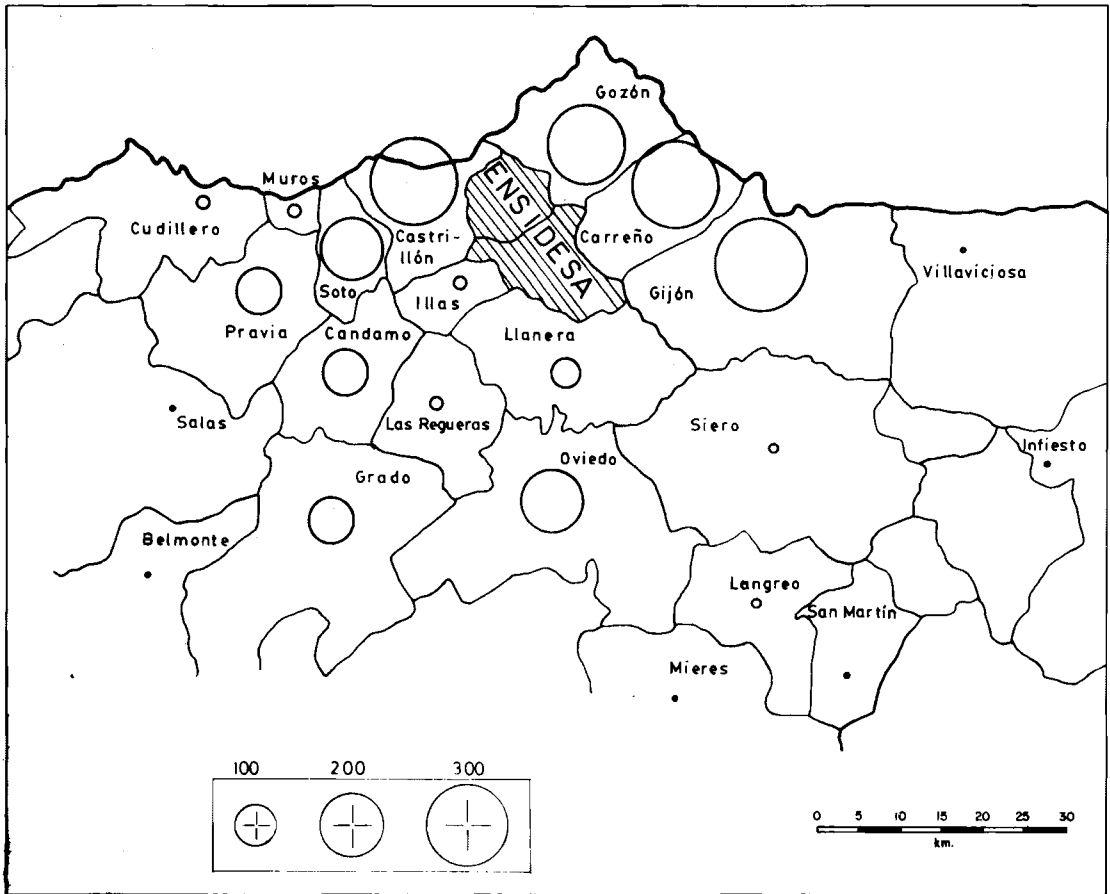 Gozón
Muros
ENSIDESA
Cudillero
Castri-
llón
Carreño
Villaviciosa
Soto
Illas
Gijón
Pravia
Candamo
Llanera
Salas
Las Regueras
Siero
Infiesto
Oviedo
Grado
Belmonte
Langreo
San Martín
Mieres
100 200 300
0 5 10 15 20 25 30
km.